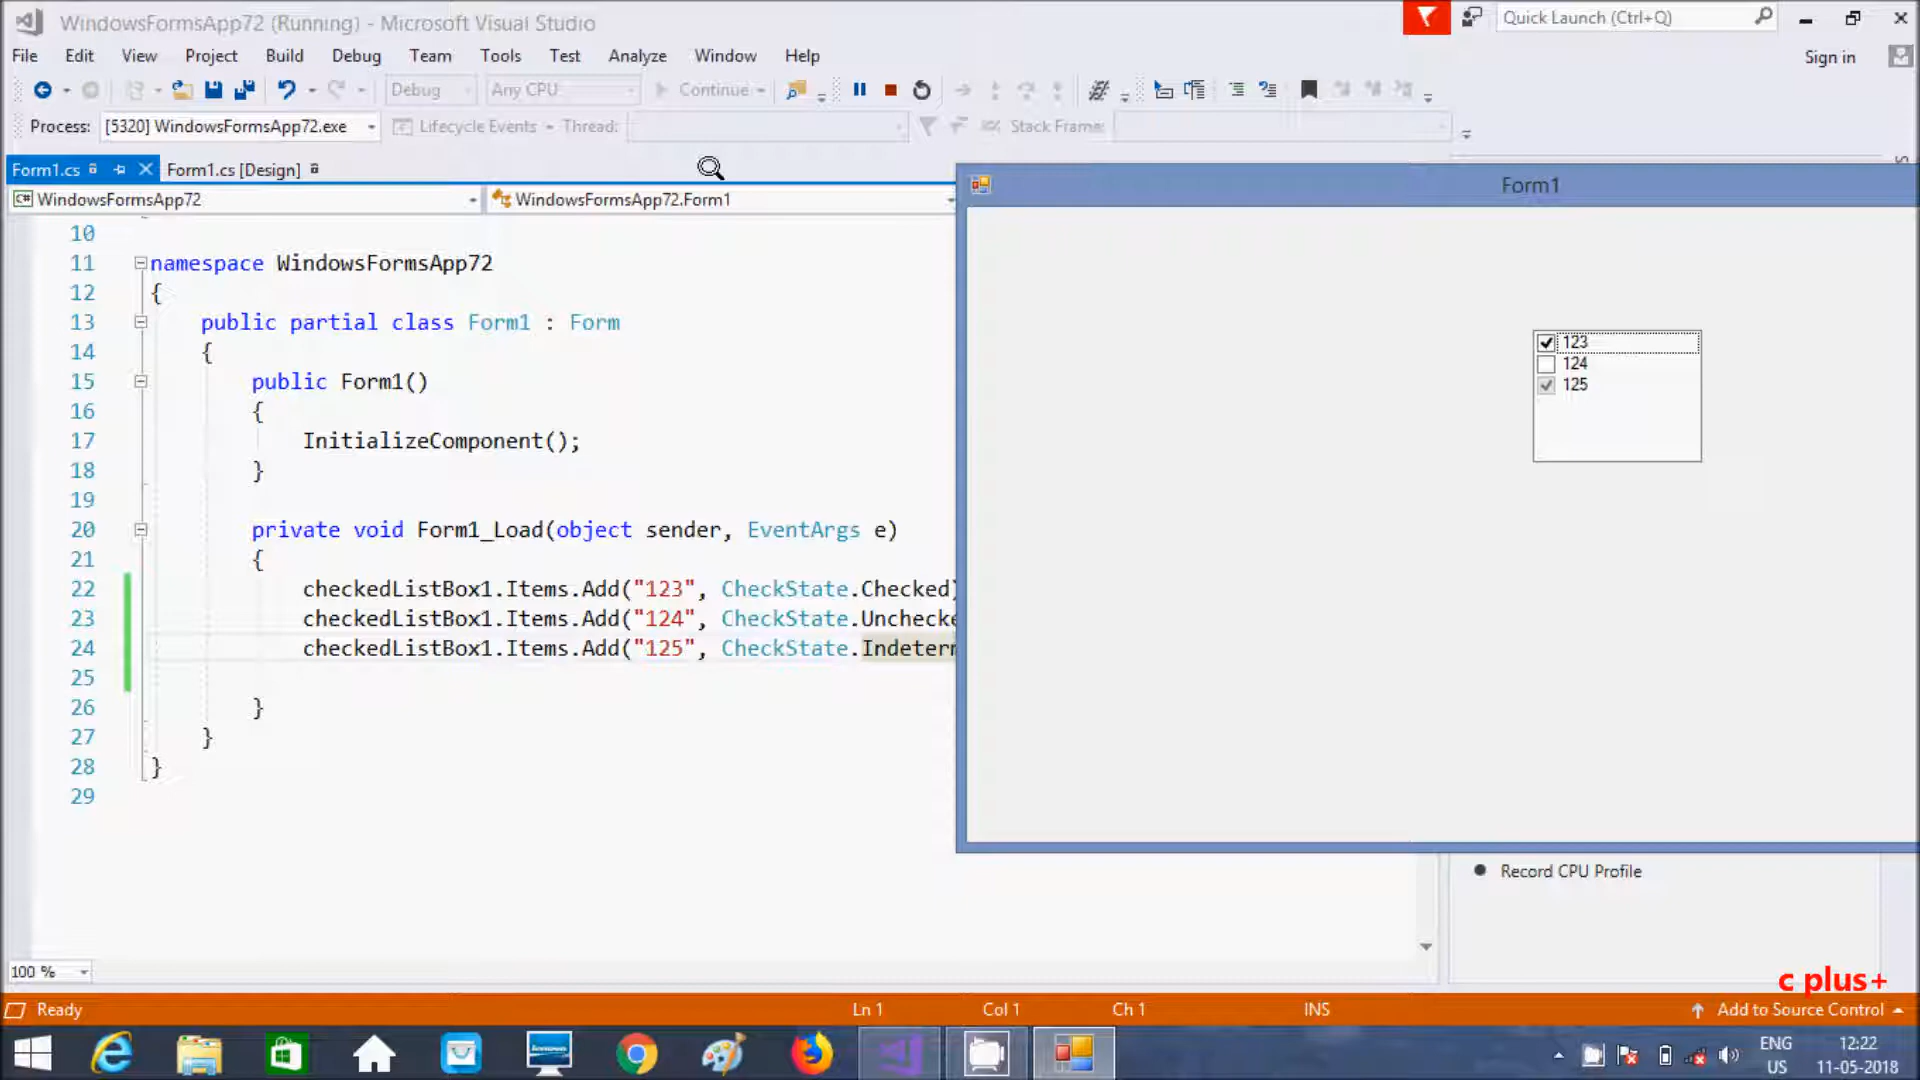 WindowsFormsApp72 (Running) - Microsoft Visual Studio
Quick Launch (Ctrl+Q)
File Edit View Project Build Debug Team Tools Test Analyze Window Help
Sign in
Debug Any CPU Continue
Process: [5320] WindowsFormsApp72.exe Lifecycle Events Thread: Stack Frame:
Form1.cs Form1.cs [Design]
C# WindowsFormsApp72 WindowsFormsApp72.Form1
Form1
10
11 namespace WindowsFormsApp72
12 {
13 public partial class Form1 : Form
14 {
15 public Form1()
16 {
17 InitializeComponent();
18 }
19
20 private void Form1_Load(object sender, EventArgs e)
21 {
22 checkedListBox1.Items.Add("123", CheckState.Checked)
23 checkedListBox1.Items.Add("124", CheckState.Unchecke
24 checkedListBox1.Items.Add("125", CheckState.Indeterm
25
26 }
27 }
28 }
29
123
124
125
Record CPU Profile
100 %
c plus+
Ready Ln 1 Col 1 Ch 1 INS Add to Source Control
ENG 12:22
US 11-05-2018